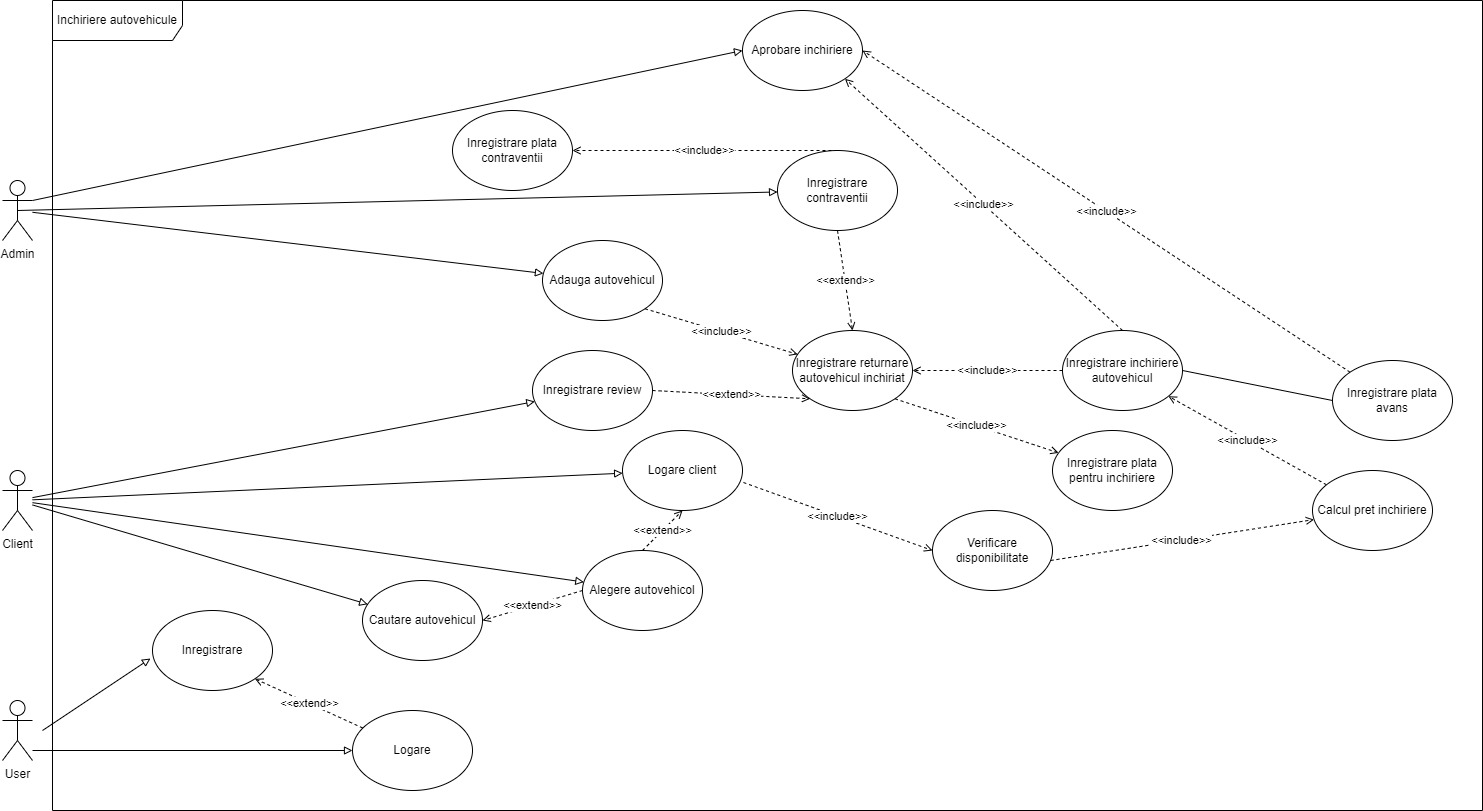 Inchiriere autovehicule
Aprobare inchiriere
Inregistrare plata
contraventii
<<include>>
Inregistrare
contraventii
<<include>>
<<include>>
Admin
Adauga autovehicul
<<extend>>
<<include>>
Inregistrare returnare
autovehicul inchiriat
<<include>>
Inregistrare inchiriere
autovehicul
Inregistrare review
<<extend>>
Inregistrare plata
avans
<<include>>
<<include>>
Logare client
Inregistrare plata
pentru inchiriere
Calcul pret inchiriere
<<include>>
<<extend>>
Client
Verificare
disponibilitate
<<include>>
Alegere autovehicol
<<extend>>
Cautare autovehicul
Inregistrare
<<extend>>
Logare
User